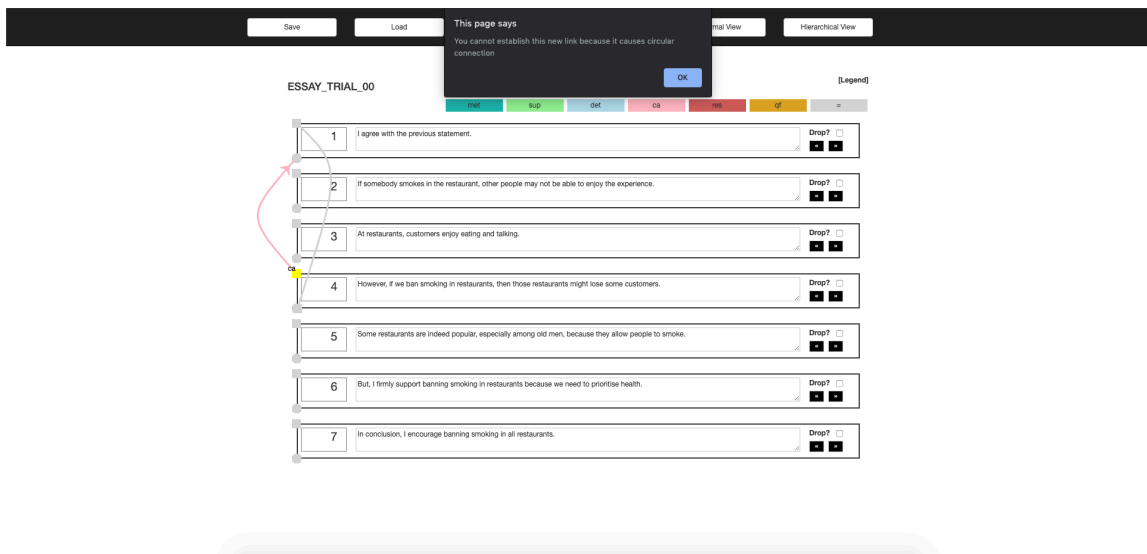 Save
Load
This page says
You cannot establish this new link because it causes circular
connection
OK
mal View
Hierarchical View
ESSAY_TRIAL_00
[Legend]
met sup det ca res qf =
1 I agree with the previous statement. Drop?
« »
2 If somebody smokes in the restaurant, other people may not be able to enjoy the experience. Drop?
« »
3 At restaurants, customers enjoy eating and talking. Drop?
« »
ca
4 However, if we ban smoking in restaurants, then those restaurants might lose some customers. Drop?
« »
5 Some restaurants are indeed popular, especially among old men, because they allow people to smoke. Drop?
« »
6 But, I firmly support banning smoking in restaurants because we need to prioritise health. Drop?
« »
7 In conclusion, I encourage banning smoking in all restaurants. Drop?
« »